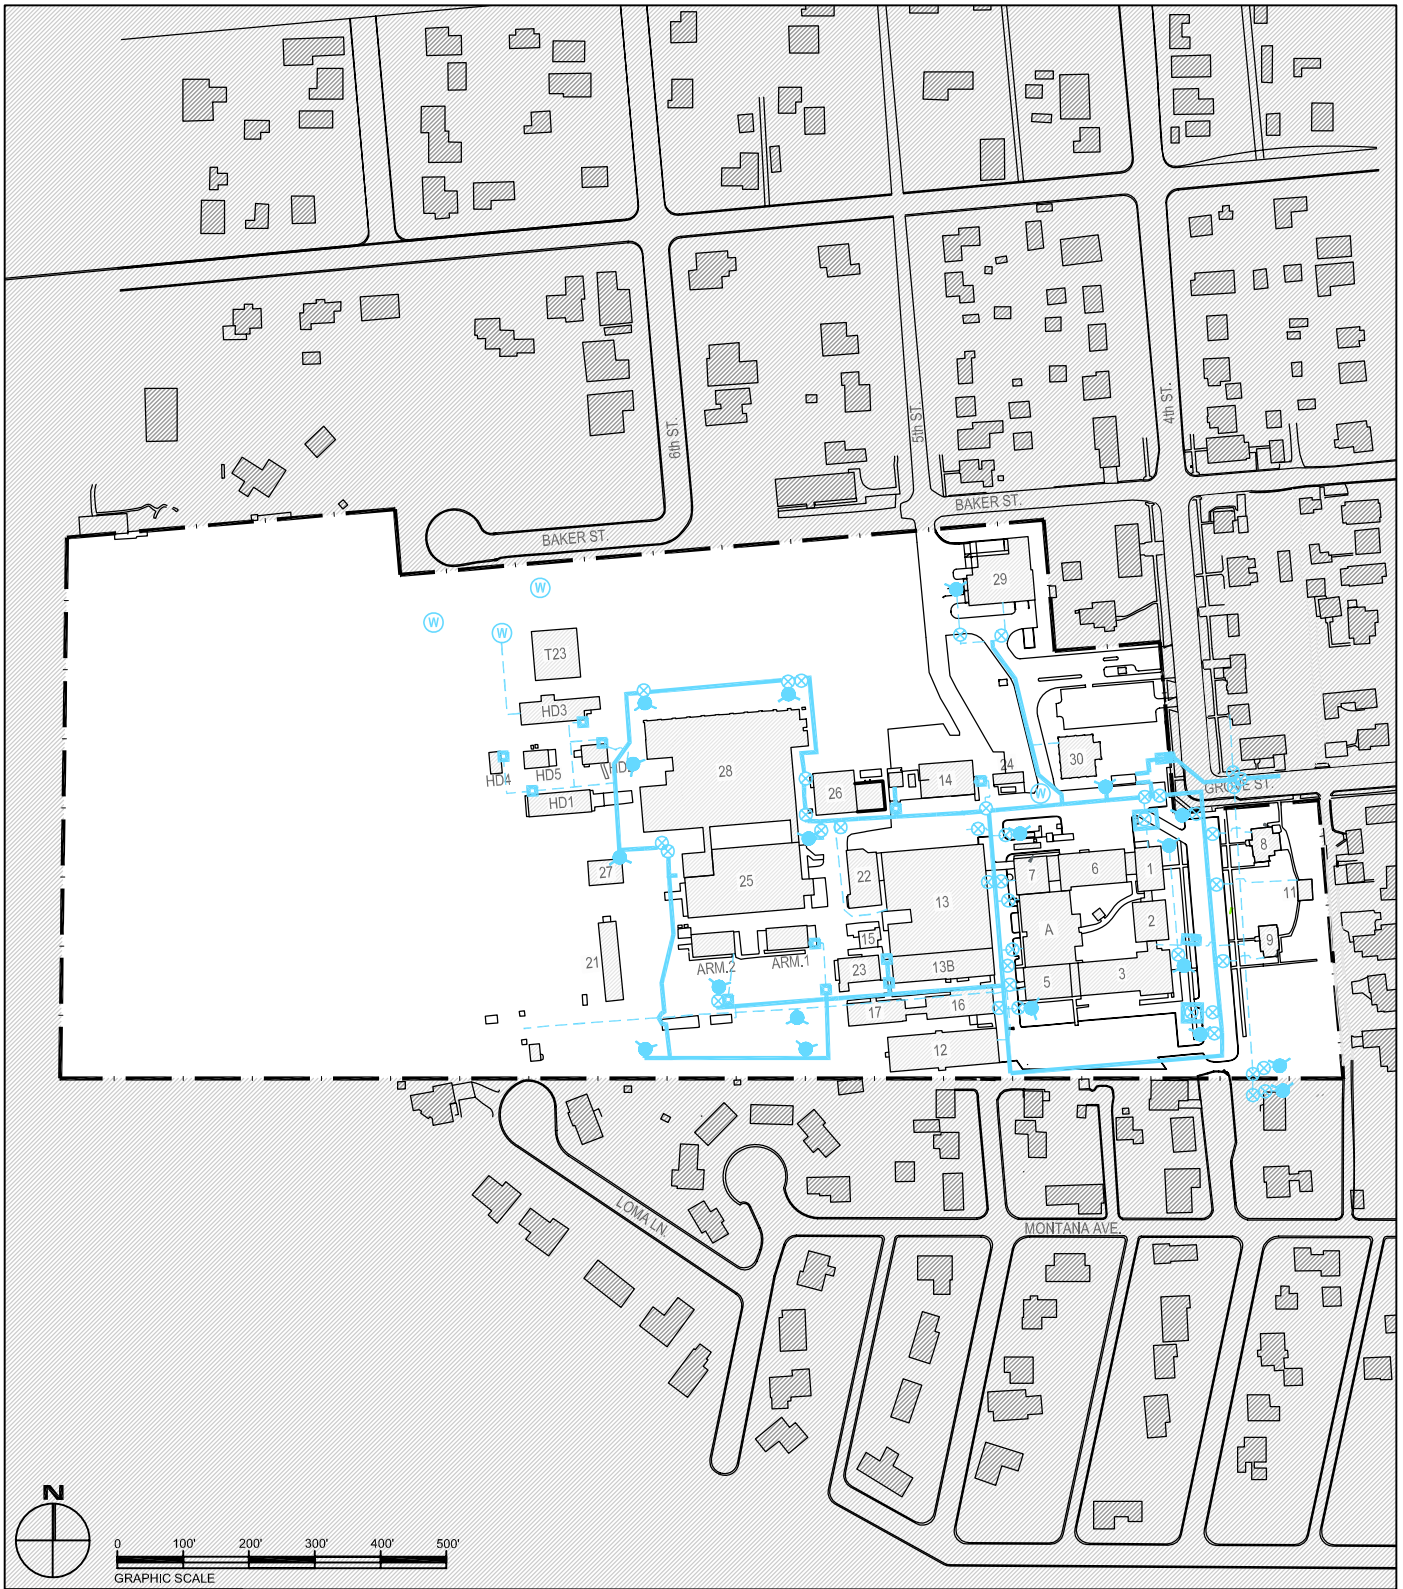 6th ST.
5th ST.
4th ST.
BAKER ST.
BAKER ST.
29
W
W
W
T23
HD3
HD4
HD5
HD1
28
26
14
24
W
30
GROVE ST.
27
25
22
13
7
6
1
8
11
A
2
9
15
21
ARM.2
ARM.1
23
13B
5
3
17
16
12
LOMA LN.
MONTANA AVE.
N
0 100' 200' 300' 400' 500'
GRAPHIC SCALE